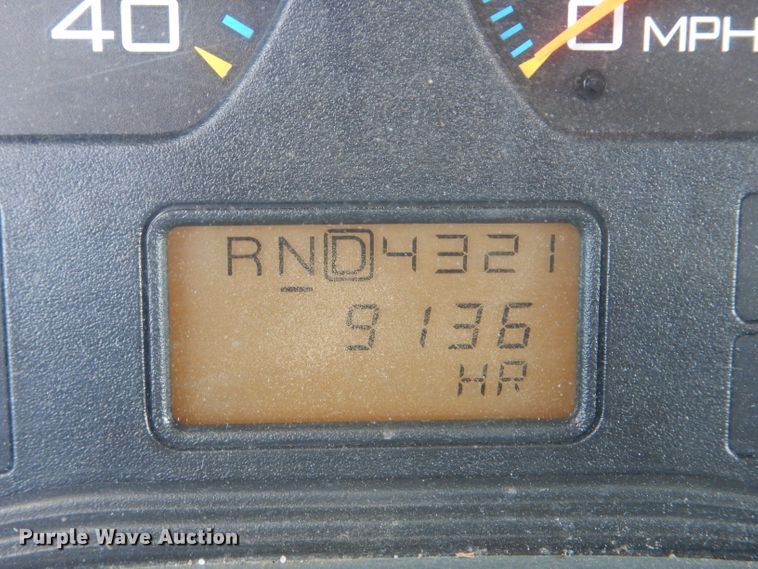 40
0 MPH
RND4321
9136
HR
Purple Wave Auction